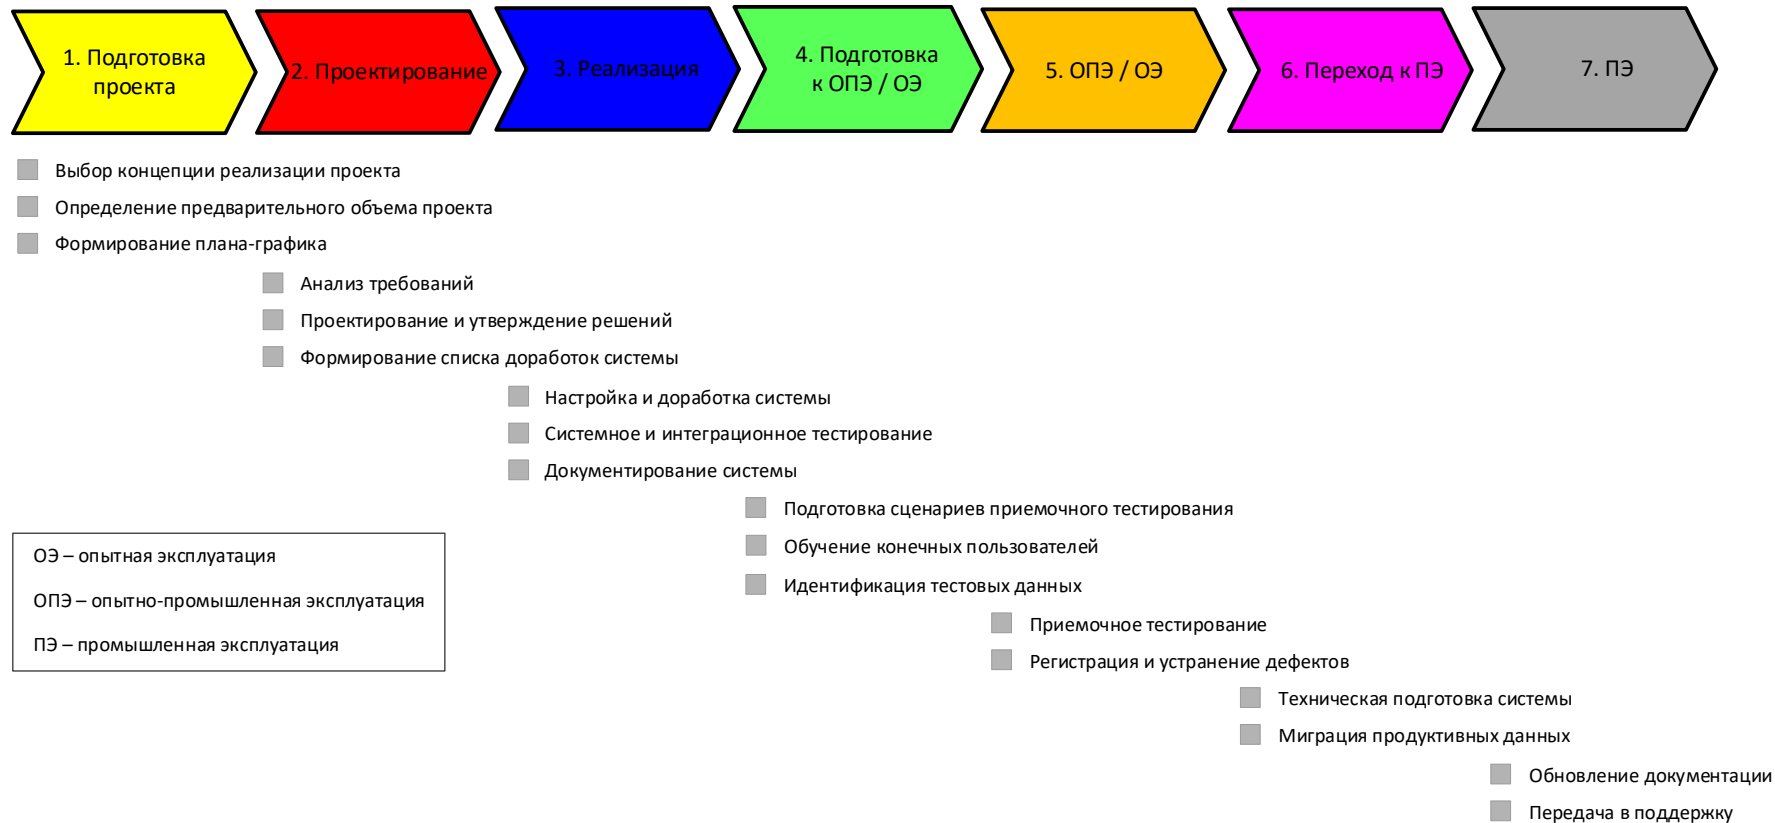 1. Подготовка
проекта
2. Проектирование
3. Реализация
4. Подготовка
к ОПЭ / ОЭ
5. ОПЭ / ОЭ
6. Переход к ПЭ
7. ПЭ
Выбор концепции реализации проекта
Определение предварительного объема проекта
Формирование плана-графика
Анализ требований
Проектирование и утверждение решений
Формирование списка доработок системы
Настройка и доработка системы
Системное и интеграционное тестирование
Документирование системы
Подготовка сценариев приемочного тестирования
Обучение конечных пользователей
Идентификация тестовых данных
ОЭ – опытная эксплуатация
ОПЭ – опытно-промышленная эксплуатация
ПЭ – промышленная эксплуатация
Приемочное тестирование
Регистрация и устранение дефектов
Техническая подготовка системы
Миграция продуктивных данных
Обновление документации
Передача в поддержку